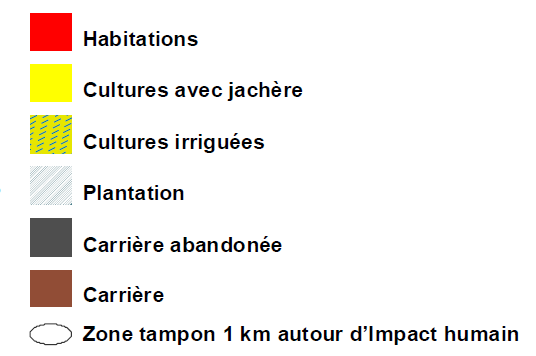 Habitations
Cultures avec jachère
Cultures irriguées
Plantation
Carrière abandonée
Carrière
Zone tampon 1 km autour d'Impact humain